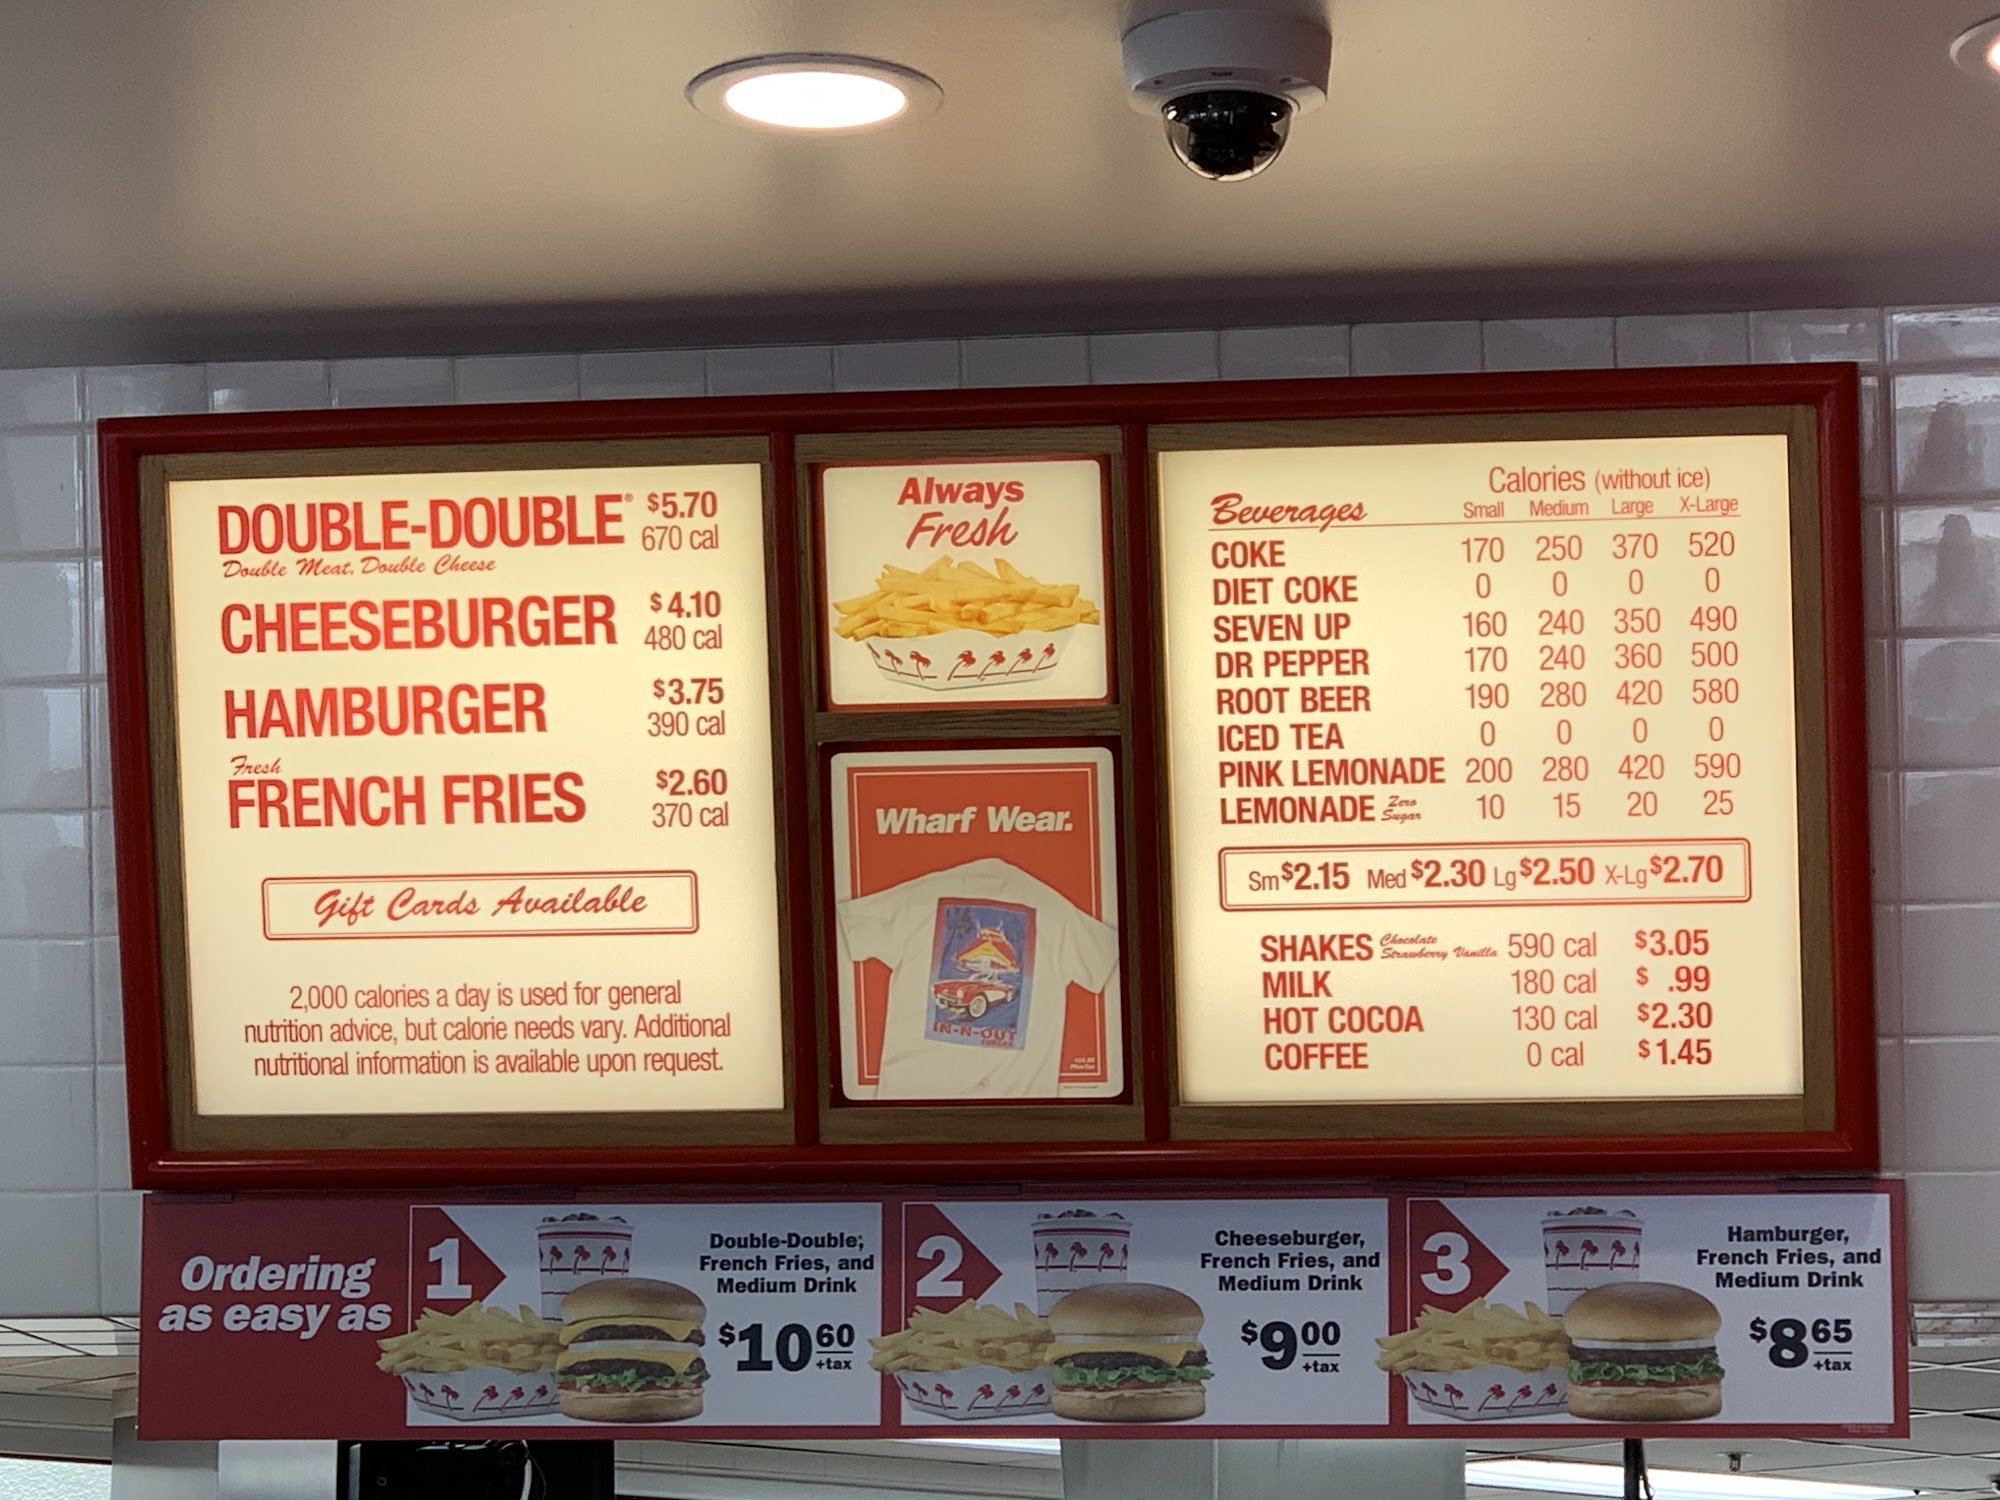 DOUBLE-DOUBLE® $5.70
670 cal
Double Meat. Double Cheese
CHEESEBURGER $4.10
480 cal
HAMBURGER $3.75
390 cal
Fresh
FRENCH FRIES $2.60
370 cal
Gift Cards Available
2,000 calories a day is used for general
nutrition advice, but calorie needs vary. Additional
nutritional information is available upon request.
Always
Fresh
Wharf Wear.
IN-N-OUT
BURGER
Plus Tax
Calories (without ice)
Beverages Small Medium Large X-Large
COKE 170 250 370 520
DIET COKE 0 0 0 0
SEVEN UP 160 240 350 490
DR PEPPER 170 240 360 500
ROOT BEER 190 280 420 580
ICED TEA 0 0 0 0
PINK LEMONADE 200 280 420 590
LEMONADE Zero Sugar 10 15 20 25
Sm $2.15 Med $2.30 Lg $2.50 X-Lg $2.70
SHAKES Chocolate Strawberry Vanilla 590 cal $3.05
MILK 180 cal $ .99
HOT COCOA 130 cal $2.30
COFFEE 0 cal $1.45
Ordering
as easy as
1
Double-Double,
French Fries, and
Medium Drink
$10 60
+tax
2
Cheeseburger,
French Fries, and
Medium Drink
$9 00
+tax
3
Hamburger,
French Fries, and
Medium Drink
$8 65
+tax